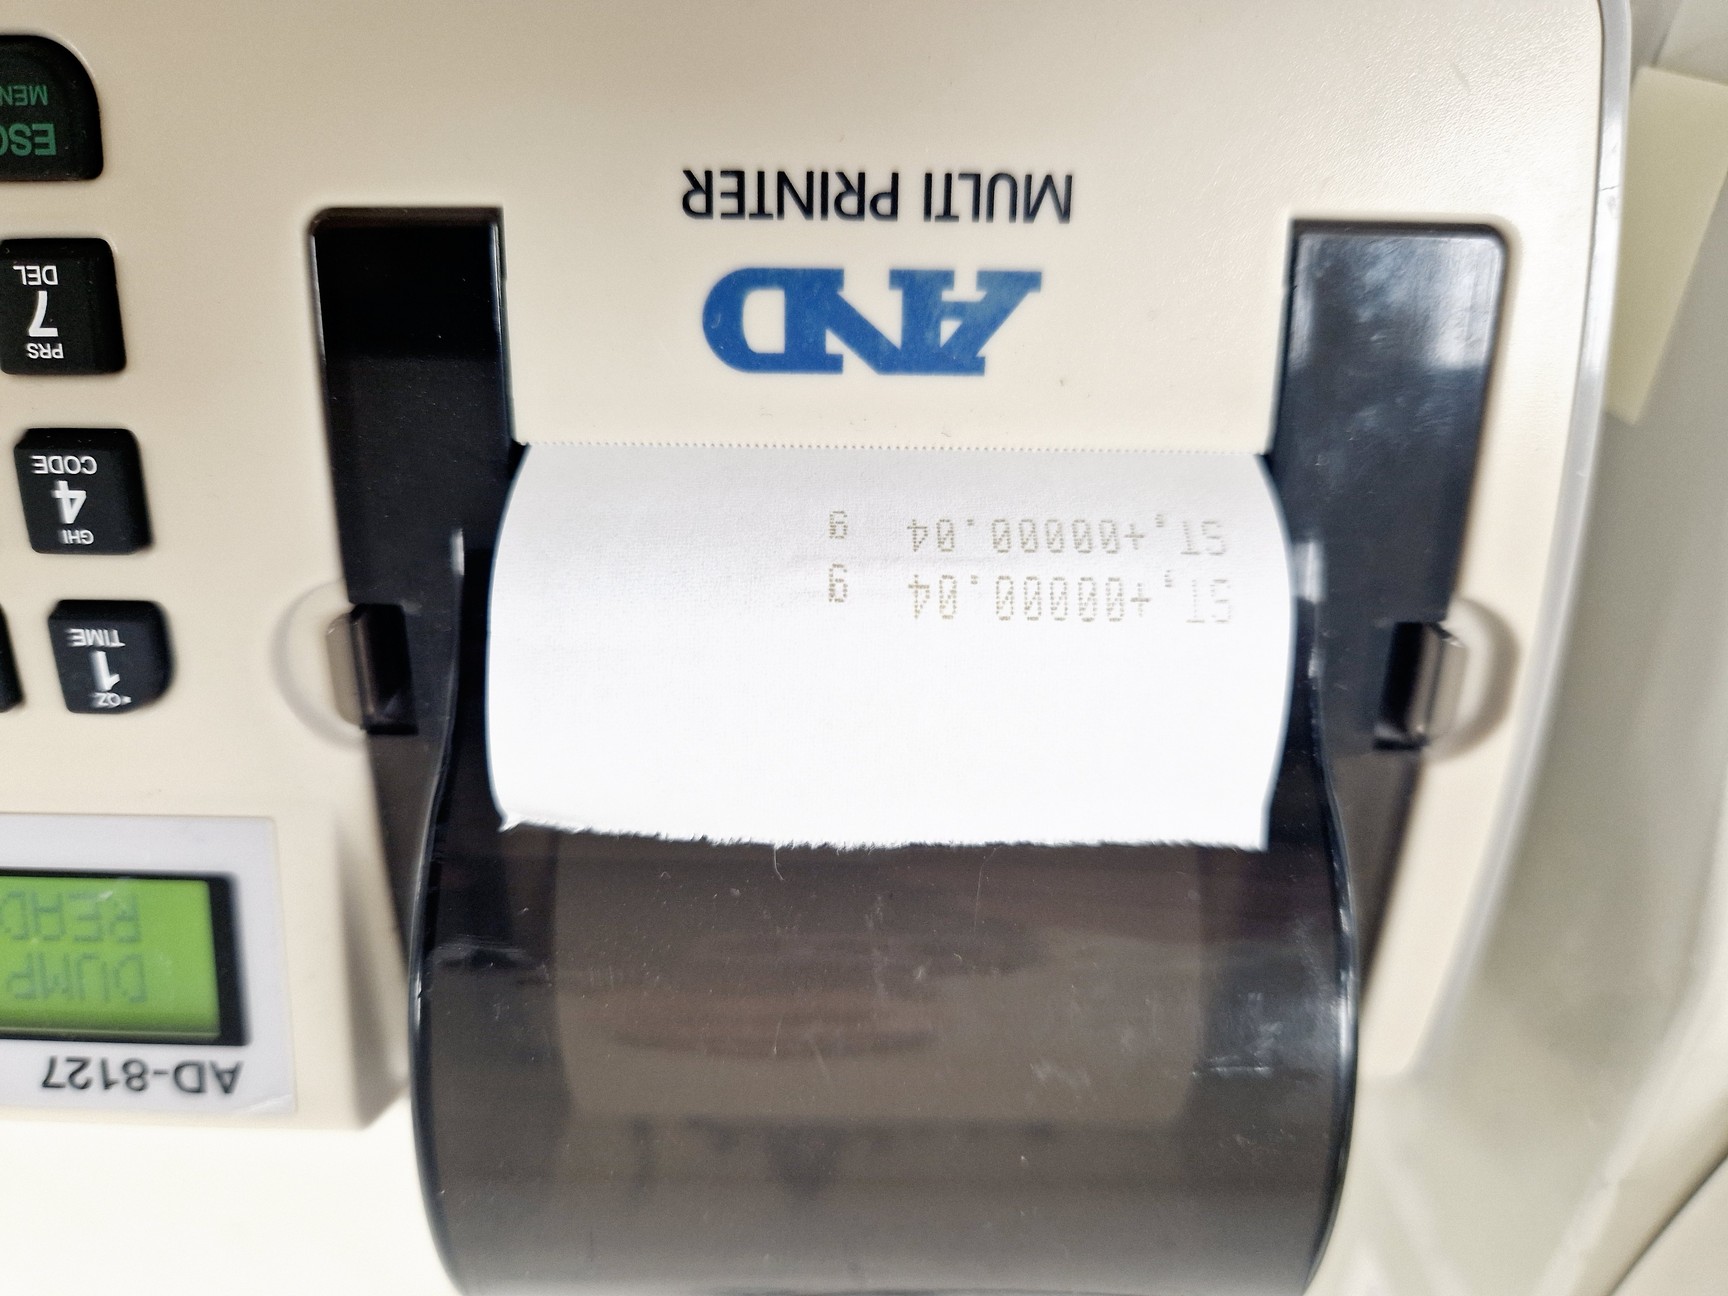 AD-8127
DUMP
READ
1
TIME
GHI
4
CODE
PRS
7
DEL
ESC
MEN
ST,+00000.04 g
ST,+00000.04 g
AND
MULTI PRINTER